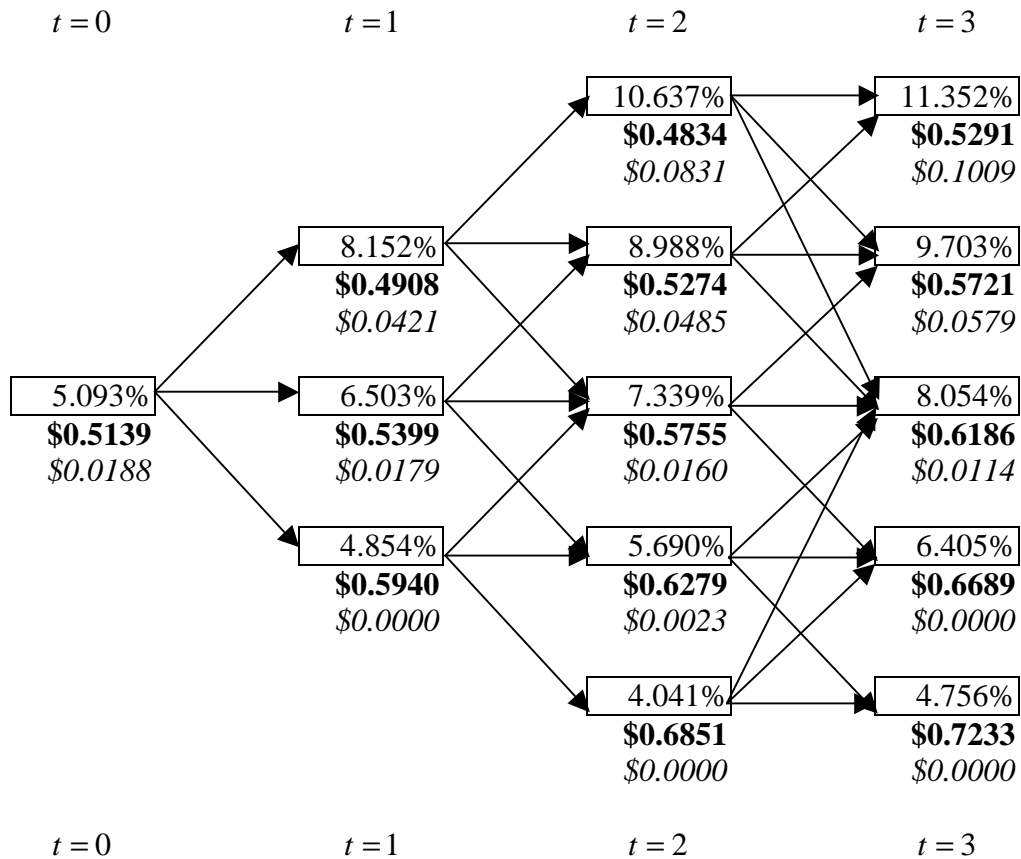 t = 0 t = 1 t = 2 t = 3
10.637% 11.352%
$0.4834 $0.5291
$0.0831 $0.1009
8.152% 8.988% 9.703%
$0.4908 $0.5274 $0.5721
$0.0421 $0.0485 $0.0579
5.093% 6.503% 7.339% 8.054%
$0.5139 $0.5399 $0.5755 $0.6186
$0.0188 $0.0179 $0.0160 $0.0114
4.854% 5.690% 6.405%
$0.5940 $0.6279 $0.6689
$0.0000 $0.0023 $0.0000
4.041% 4.756%
$0.6851 $0.7233
$0.0000 $0.0000
t = 0 t = 1 t = 2 t = 3